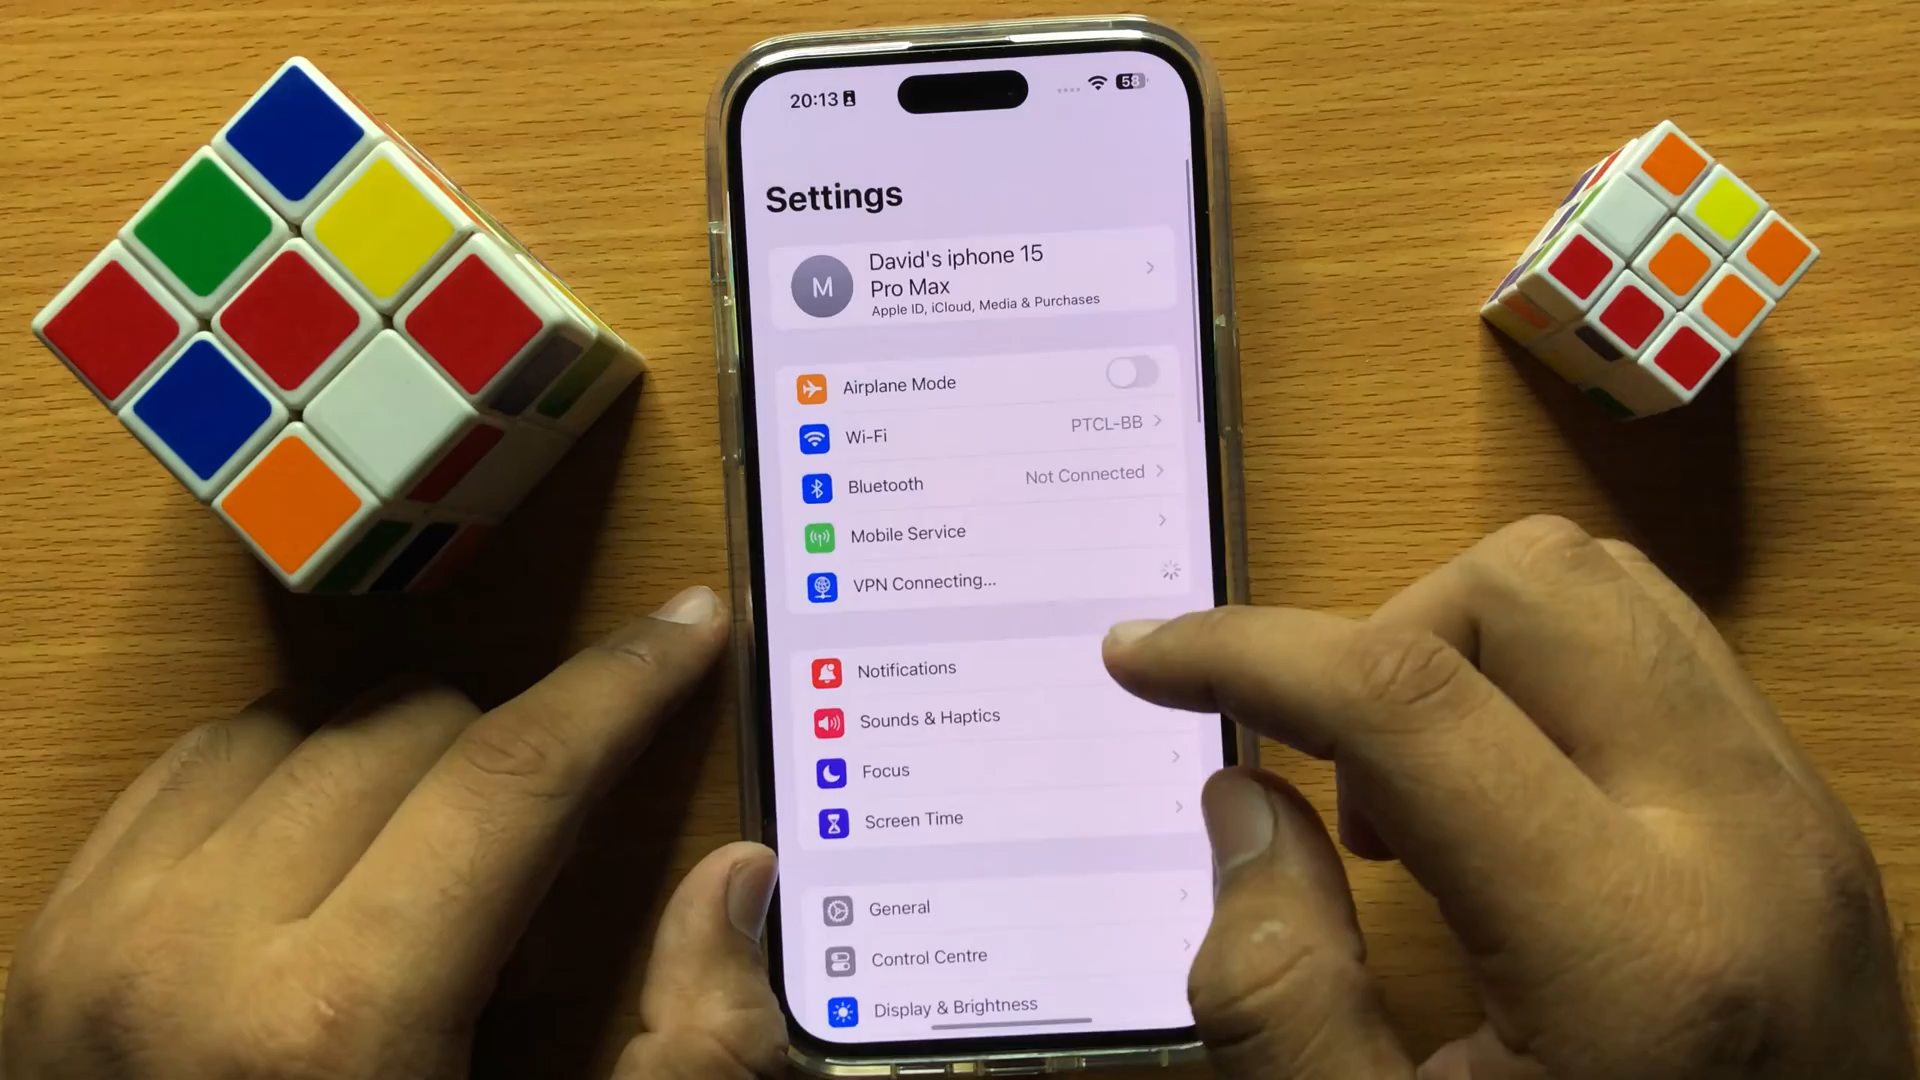 20:13
58
Settings
M
David's iphone 15
Pro Max
Apple ID, iCloud, Media & Purchases
Airplane Mode
Wi-Fi PTCL-BB
Bluetooth Not Connected
Mobile Service
VPN Connecting...
Notifications
Sounds & Haptics
Focus
Screen Time
General
Control Centre
Display & Brightness